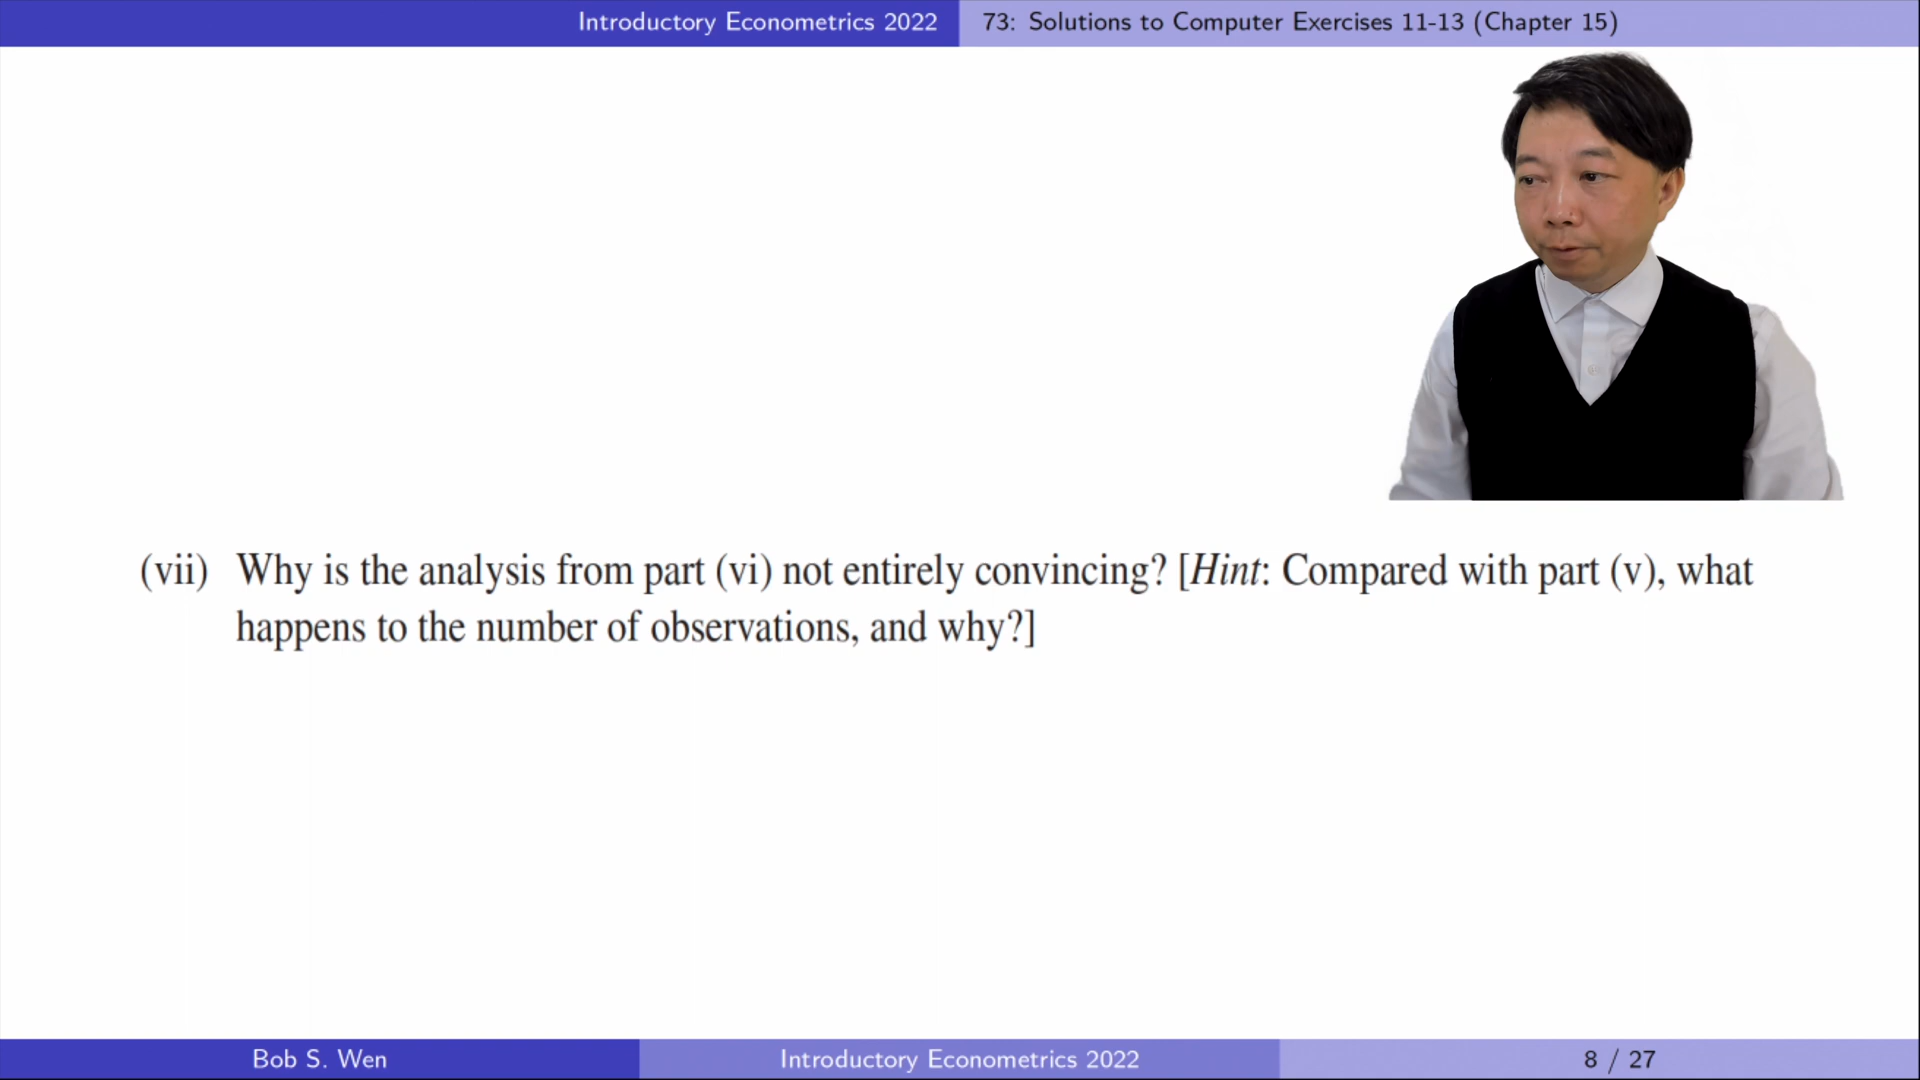 Introductory Econometrics 2022
73: Solutions to Computer Exercises 11-13 (Chapter 15)
(vii) Why is the analysis from part (vi) not entirely convincing? [Hint: Compared with part (v), what
happens to the number of observations, and why?]
Bob S. Wen
Introductory Econometrics 2022
8 / 27